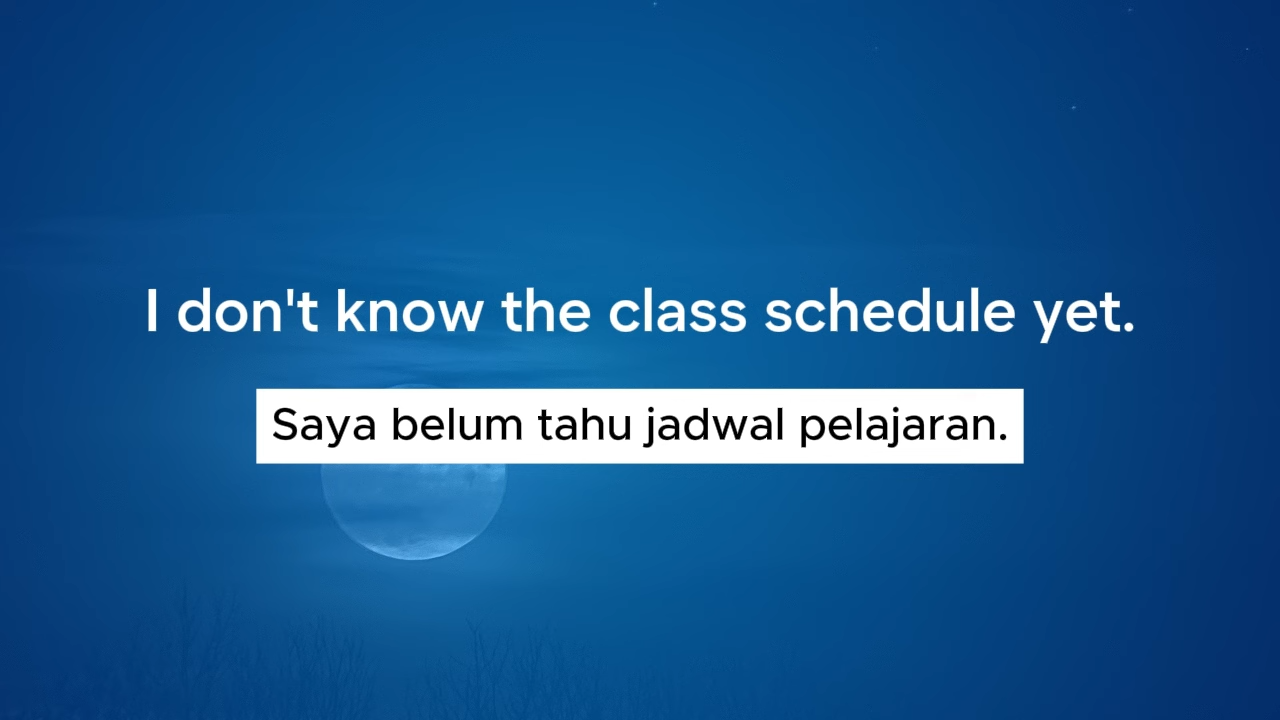 I don't know the class schedule yet.
Saya belum tahu jadwal pelajaran.